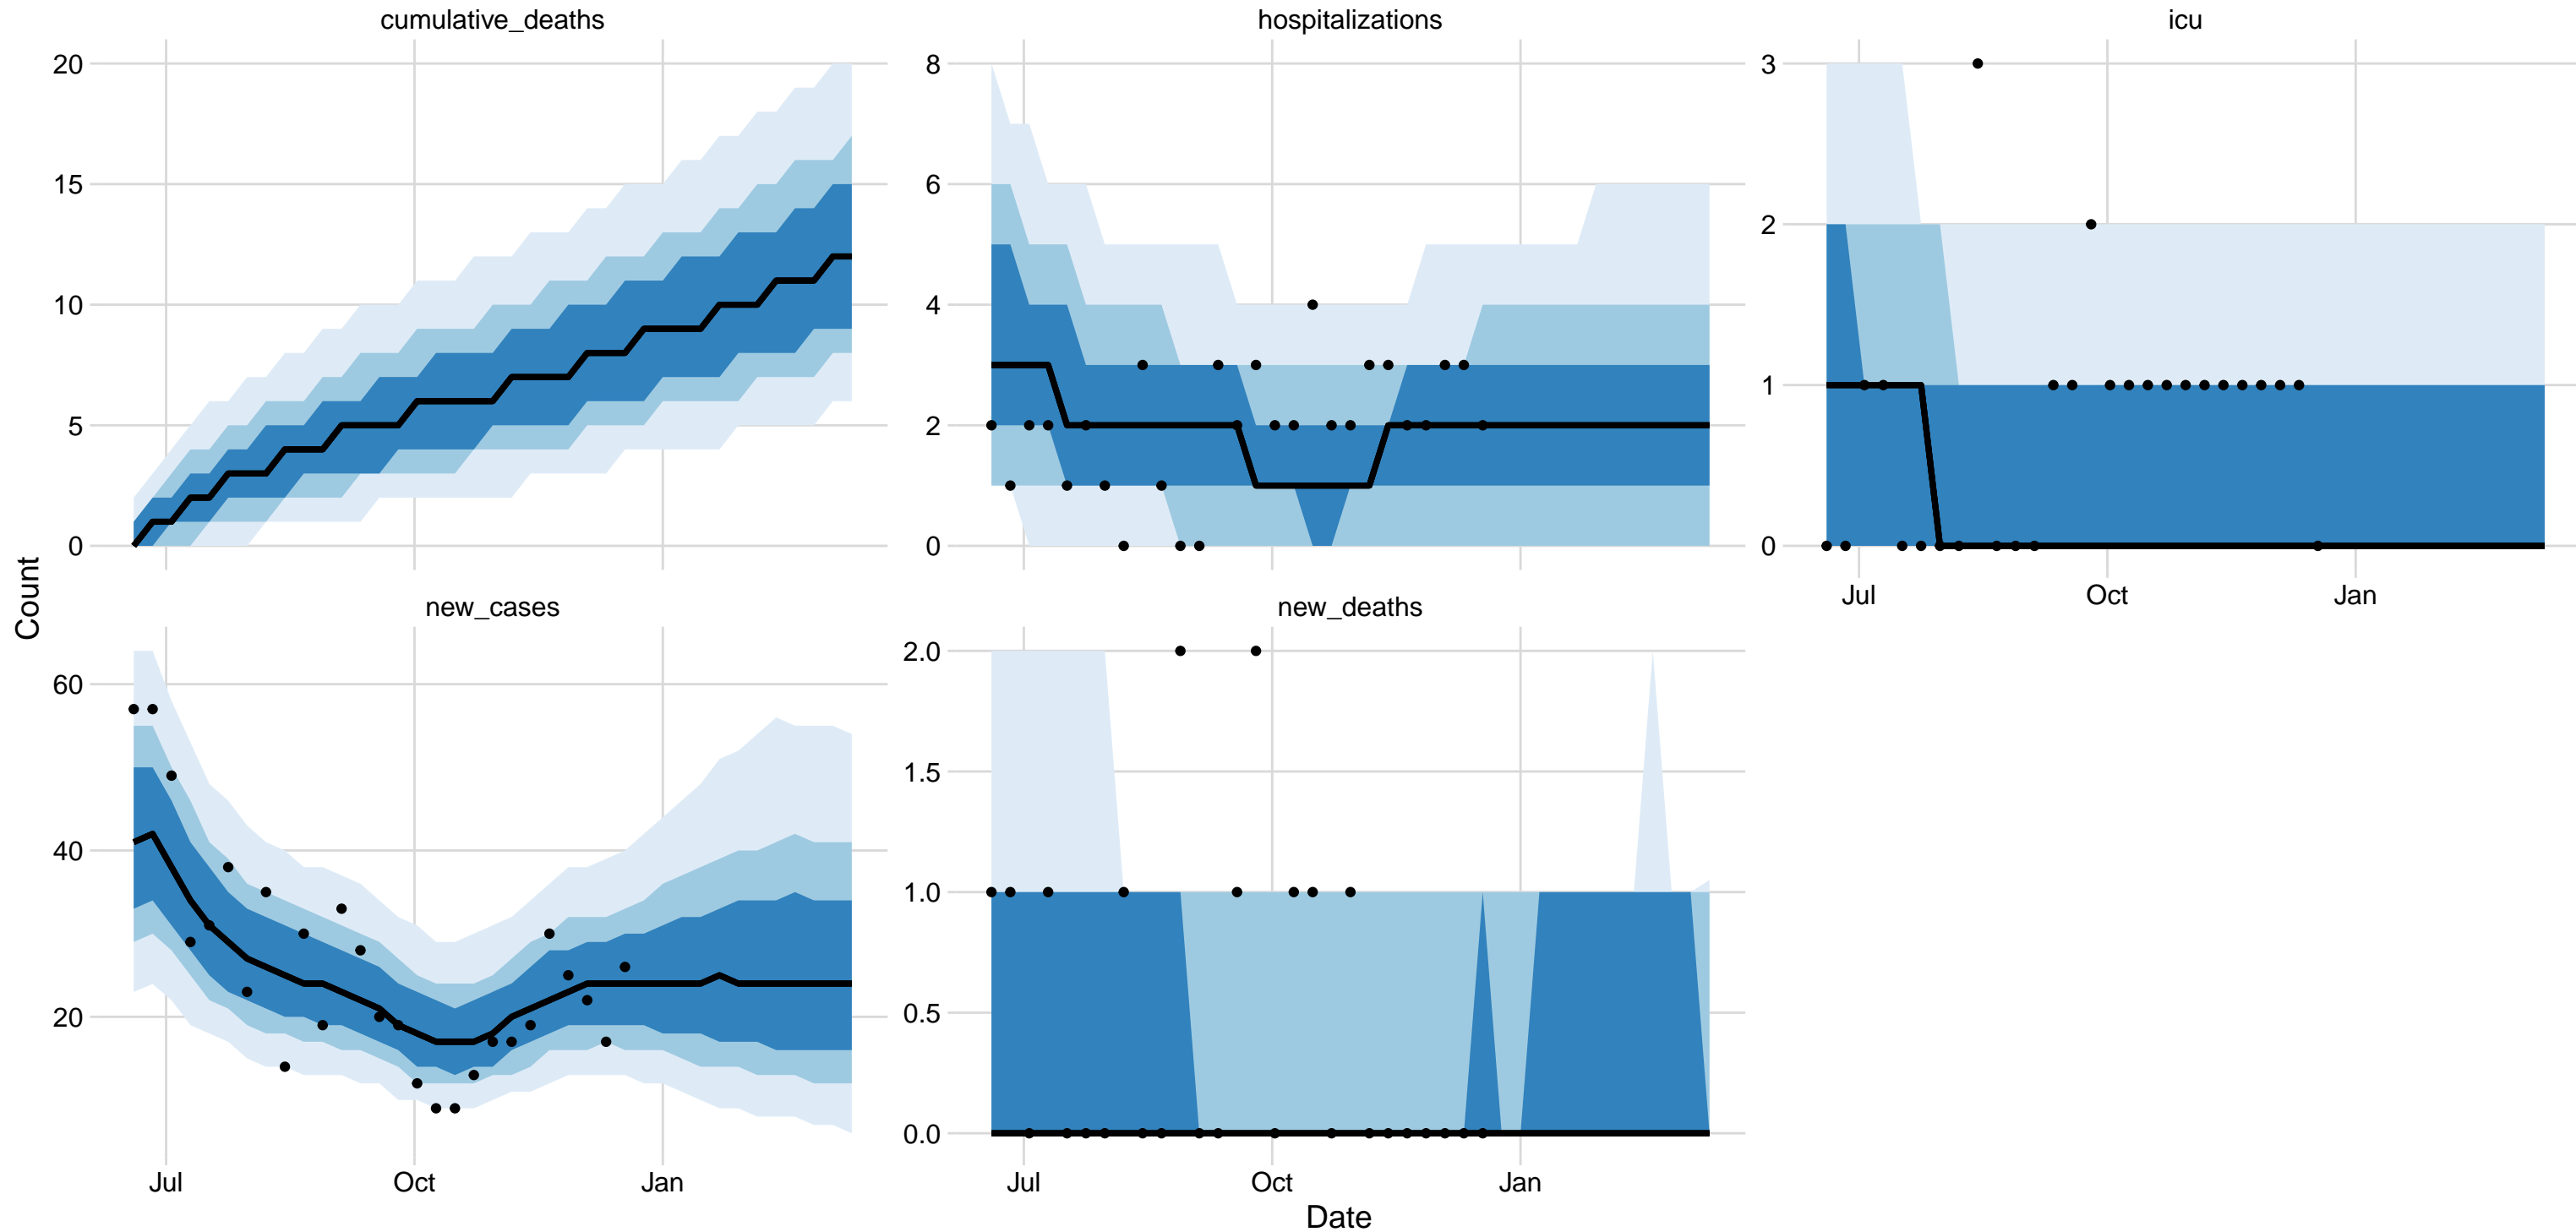 cumulative_deaths
hospitalizations
icu
20
15
10
5
0
8
6
4
2
0
3
2
1
0
Jul Oct Jan
Count
new_cases
new_deaths
60
40
20
2.0
1.5
1.0
0.5
0.0
Jul Oct Jan
Jul Oct Jan
Date